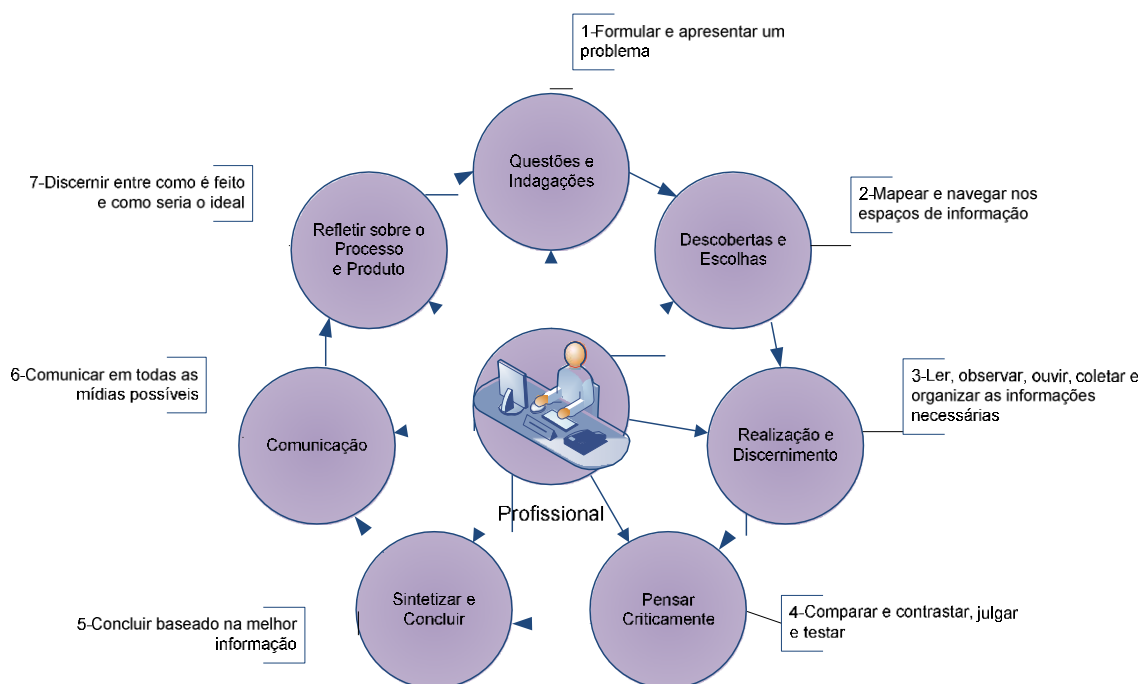 1-Formular e apresentar um
problema
Questões e
Indagações
2-Mapear e navegar nos
espaços de informação
Descobertas e
Escolhas
3-Ler, observar, ouvir, coletar e
organizar as informações
necessárias
Realização e
Discernimento
4-Comparar e contrastar, julgar
e testar
Pensar
Criticamente
5-Concluir baseado na melhor
informação
Sintetizar e
Concluir
6-Comunicar em todas as
mídias possíveis
Comunicação
7-Discernir entre como é feito
e como seria o ideal
Refletir sobre o
Processo
e Produto
Profissional